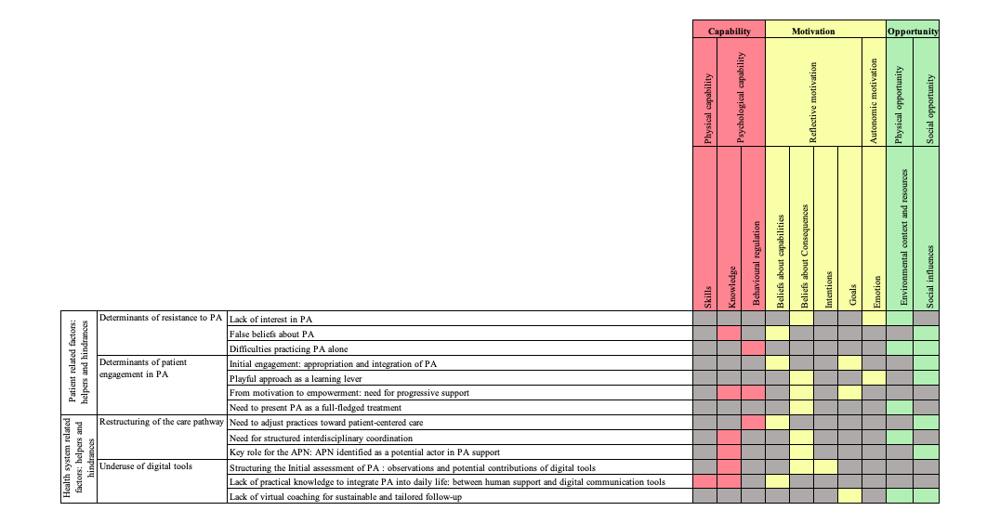 Capability Motivation Opportunity
Physical capability
Psychological capability
Reflective motivation
Autonomic motivation
Physical opportunity
Social opportunity
Skills
Knowledge
Behavioural regulation
Beliefs about capabilities
Beliefs about Consequences
Intentions
Goals
Emotion
Environmental context and resources
Social influences
Patient related factors:
helpers and hindrances
Determinants of resistance to PA
Lack of interest in PA
False beliefs about PA
Difficulties practicing PA alone
Determinants of patient
engagement in PA
Initial engagement: appropriation and integration of PA
Playful approach as a learning lever
From motivation to empowerment: need for progressive support
Need to present PA as a full-fledged treatment
Health system related
factors: helpers and
hindrances
Restructuring of the care pathway
Need to adjust practices toward patient-centered care
Need for structured interdisciplinary coordination
Key role for the APN: APN identified as a potential actor in PA support
Underuse of digital tools
Structuring the Initial assessment of PA : observations and potential contributions of digital tools
Lack of practical knowledge to integrate PA into daily life: between human support and digital communication tools
Lack of virtual coaching for sustainable and tailored follow-up